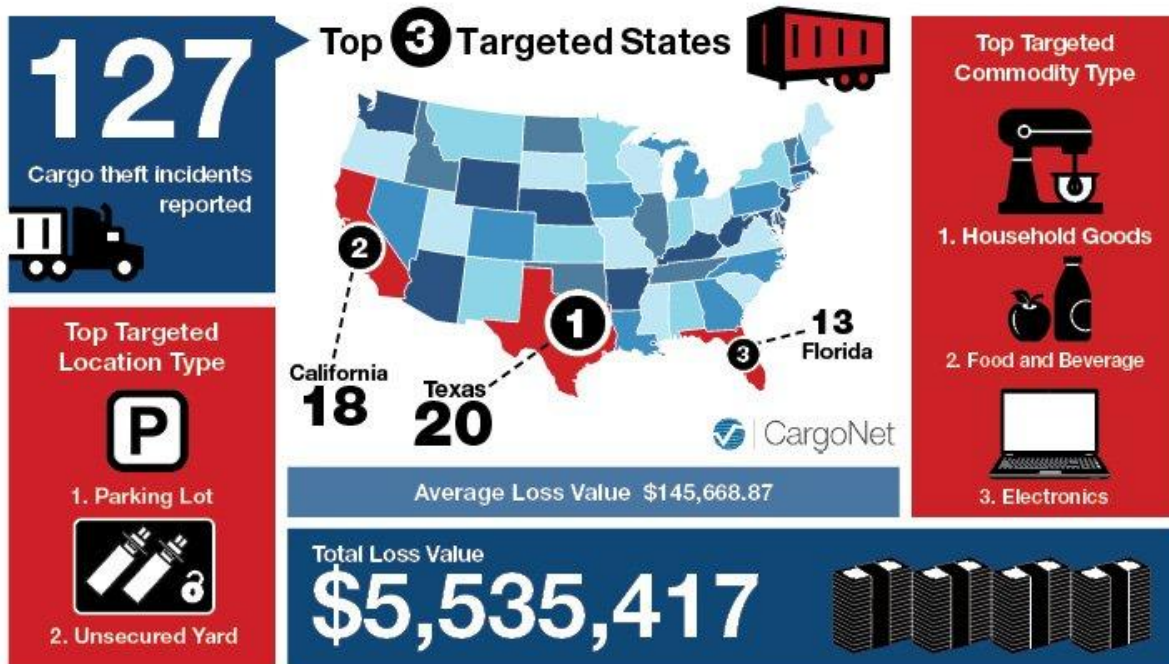 127
Cargo theft incidents
reported
Top 3 Targeted States
1
2
3
California
18
Texas
20
13
Florida
CargoNet
Top Targeted
Location Type
P
1. Parking Lot
2. Unsecured Yard
Top Targeted
Commodity Type
1. Household Goods
2. Food and Beverage
3. Electronics
Average Loss Value $145,668.87
Total Loss Value
$5,535,417